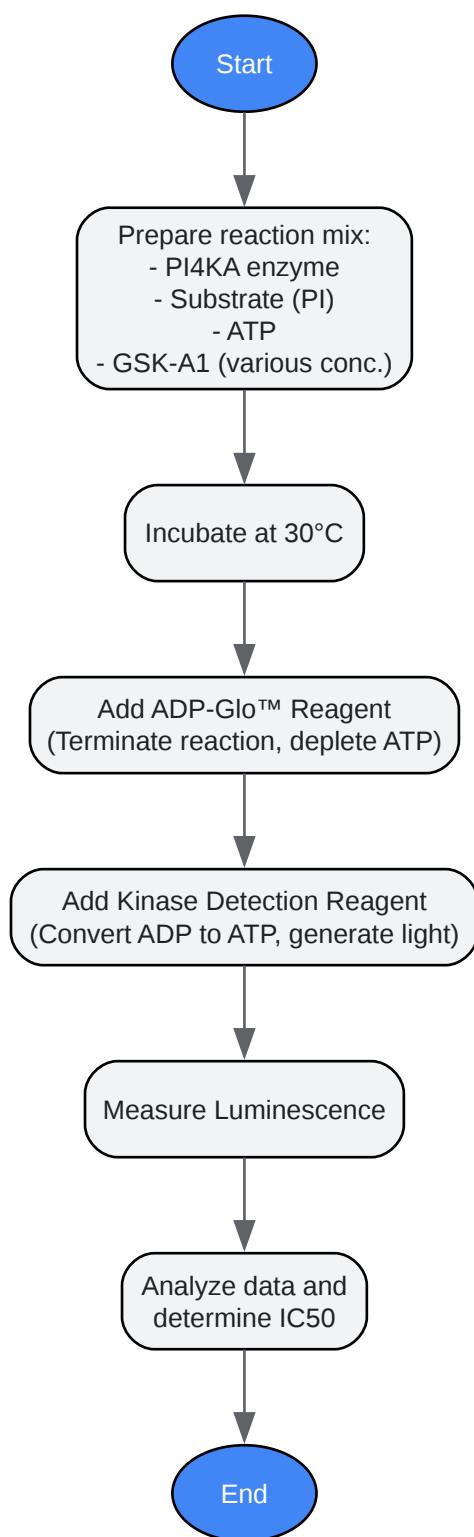 Start
Prepare reaction mix:
- PI4KA enzyme
- Substrate (PI)
- ATP
- GSK-A1 (various conc.)
Incubate at 30°C
Add ADP-Glo™ Reagent
(Terminate reaction, deplete ATP)
Add Kinase Detection Reagent
(Convert ADP to ATP, generate light)
Measure Luminescence
Analyze data and
determine IC50
End